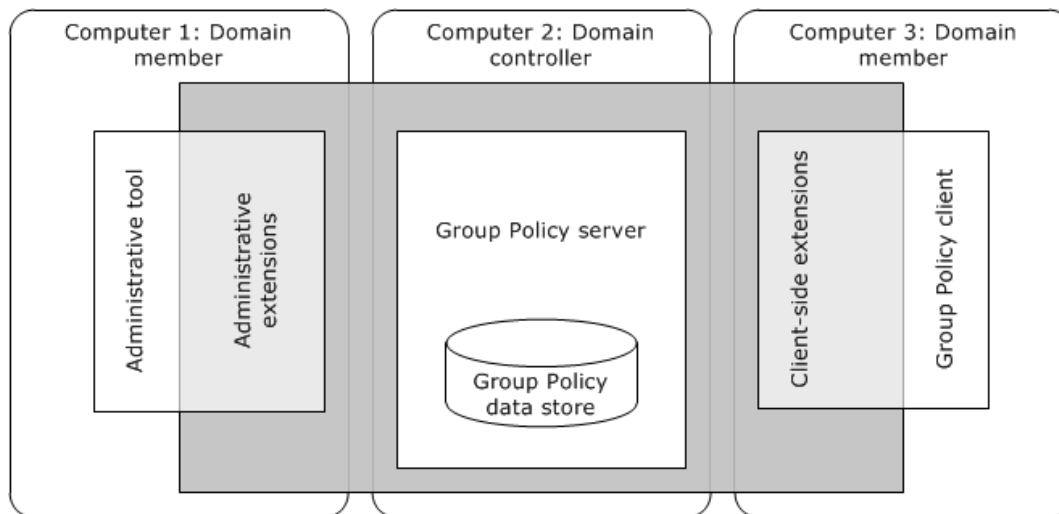 Computer 1: Domain
member
Computer 2: Domain
controller
Computer 3: Domain
member
Administrative tool
Administrative
extensions
Group Policy server
Group Policy
data store
Client-side extensions
Group Policy client